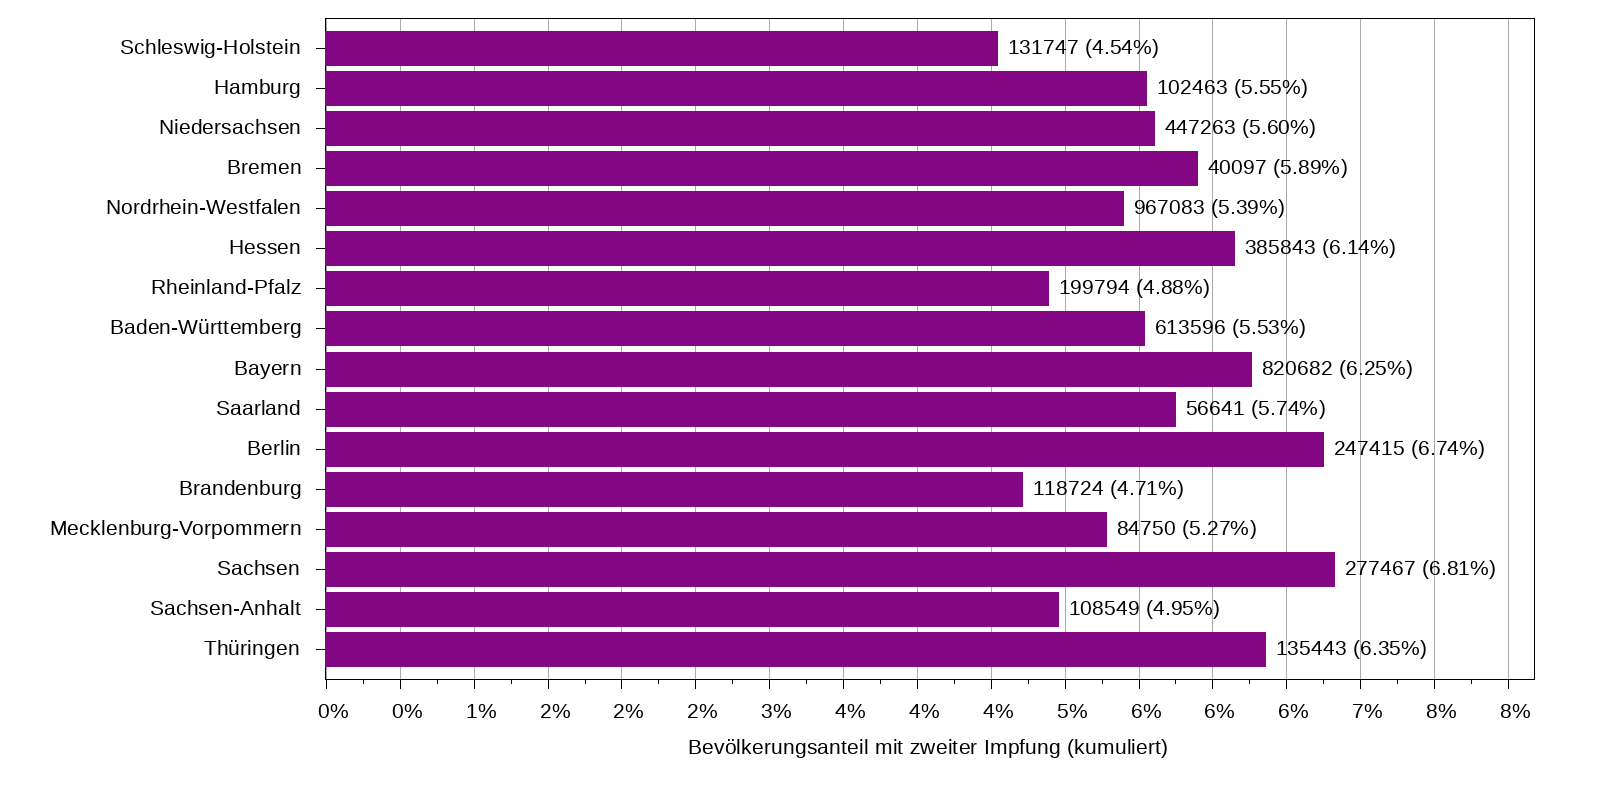 Schleswig-Holstein 131747 (4.54%)
Hamburg 102463 (5.55%)
Niedersachsen 447263 (5.60%)
Bremen 40097 (5.89%)
Nordrhein-Westfalen 967083 (5.39%)
Hessen 385843 (6.14%)
Rheinland-Pfalz 199794 (4.88%)
Baden-Württemberg 613596 (5.53%)
Bayern 820682 (6.25%)
Saarland 56641 (5.74%)
Berlin 247415 (6.74%)
Brandenburg 118724 (4.71%)
Mecklenburg-Vorpommern 84750 (5.27%)
Sachsen 277467 (6.81%)
Sachsen-Anhalt 108549 (4.95%)
Thüringen 135443 (6.35%)
0% 0% 1% 2% 2% 2% 3% 4% 4% 4% 5% 6% 6% 6% 7% 8% 8%
Bevölkerungsanteil mit zweiter Impfung (kumuliert)